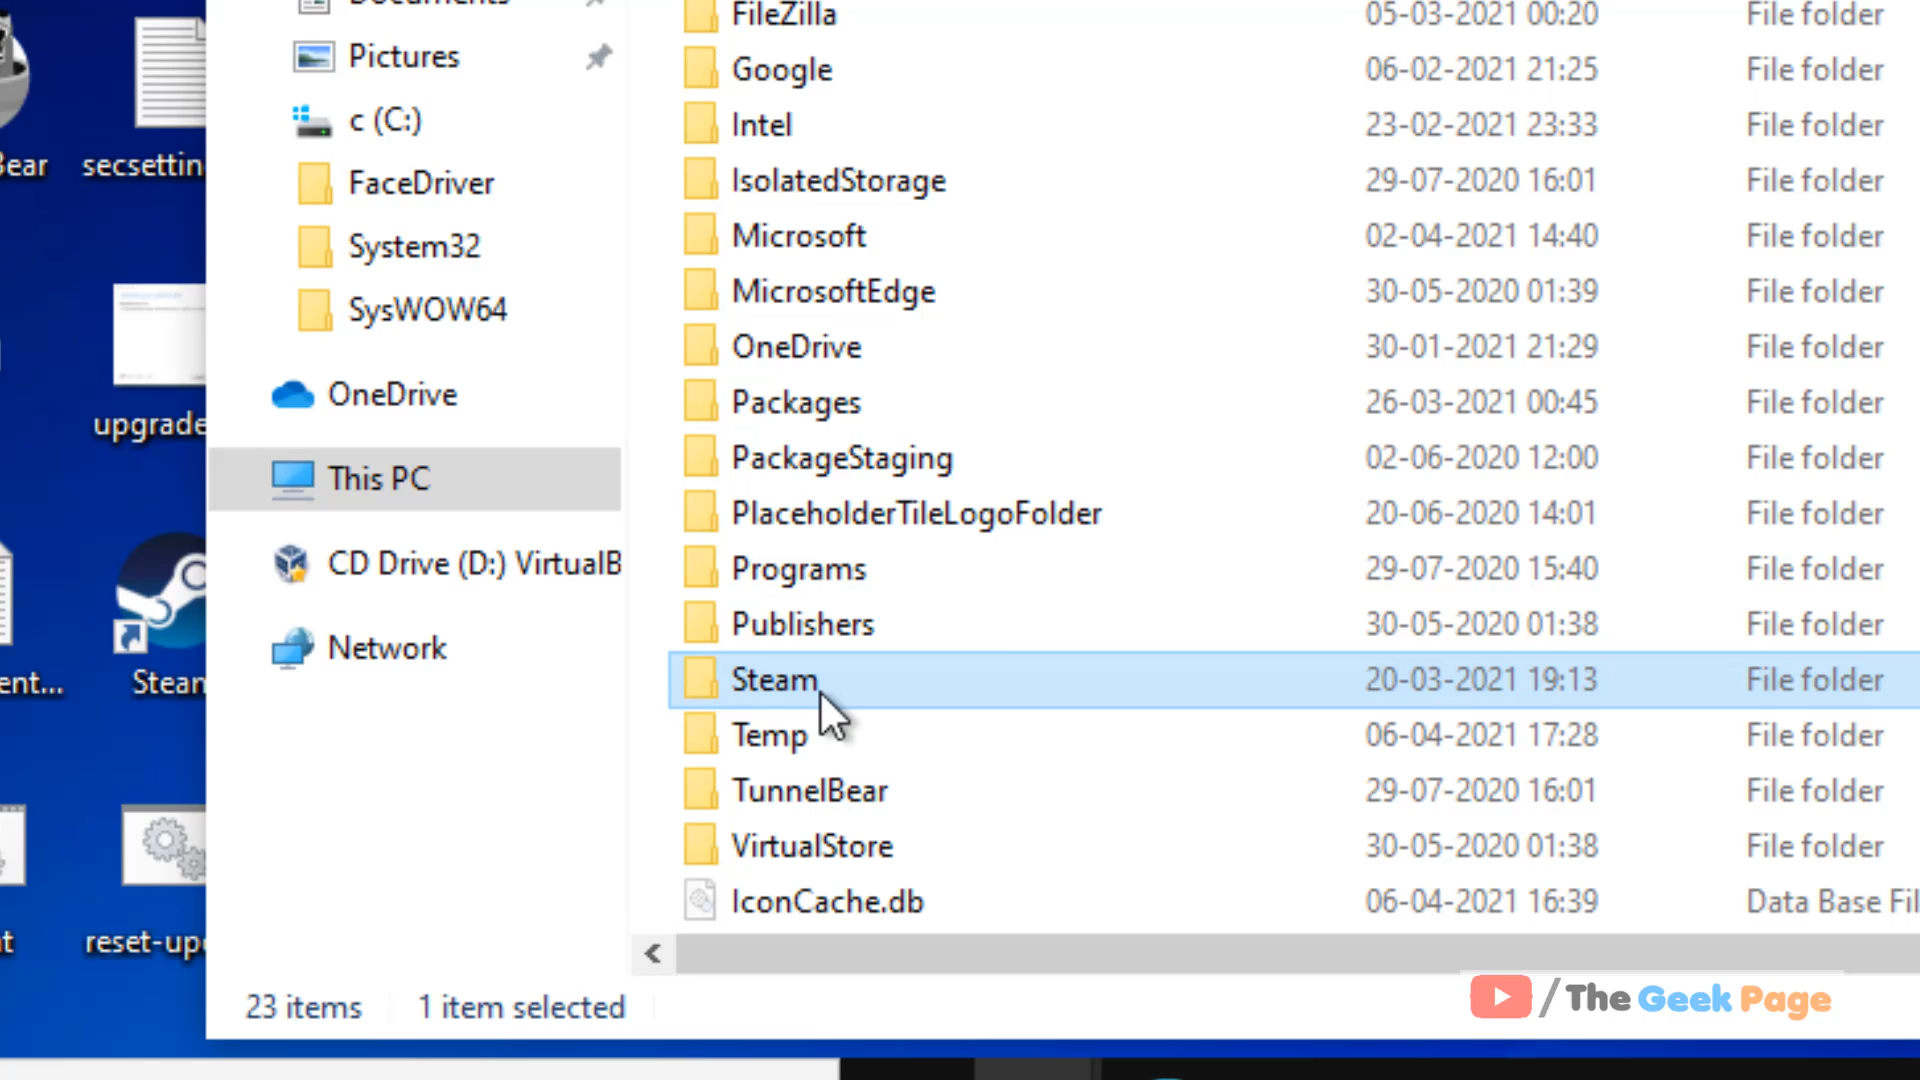 Documents
Pictures
c (C:)
FaceDriver
System32
SysWOW64
OneDrive
This PC
CD Drive (D:) VirtualB
Network
FileZilla 05-03-2021 00:20 File folder
Google 06-02-2021 21:25 File folder
Intel 23-02-2021 23:33 File folder
IsolatedStorage 29-07-2020 16:01 File folder
Microsoft 02-04-2021 14:40 File folder
MicrosoftEdge 30-05-2020 01:39 File folder
OneDrive 30-01-2021 21:29 File folder
Packages 26-03-2021 00:45 File folder
PackageStaging 02-06-2020 12:00 File folder
PlaceholderTileLogoFolder 20-06-2020 14:01 File folder
Programs 29-07-2020 15:40 File folder
Publishers 30-05-2020 01:38 File folder
Steam 20-03-2021 19:13 File folder
Temp 06-04-2021 17:28 File folder
TunnelBear 29-07-2020 16:01 File folder
VirtualStore 30-05-2020 01:38 File folder
IconCache.db 06-04-2021 16:39 Data Base Fil
23 items 1 item selected
Bear
secsettin
upgrade
ent...
Steam
t
reset-up
/The Geek Page